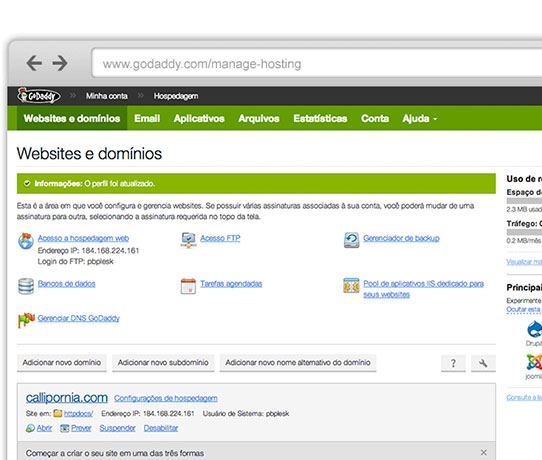 www.godaddy.com/manage-hosting
GoDaddy » Minha conta » Hospedagem
Websites e domínios Email Aplicativos Arquivos Estatísticas Conta Ajuda
Websites e domínios
Informações: O perfil foi atualizado.
Esta é a área em que você configura e gerencia websites. Se possuir várias assinaturas associadas à sua conta, você poderá mudar de uma
assinatura para outra, selecionando a assinatura requerida no topo da tela.
Acesso a hospedagem web
Endereço IP: 184.168.224.161
Login do FTP: pbplesk
Acesso FTP
Gerenciador de backup
Bancos de dados
Tarefas agendadas
Pool de aplicativos IIS dedicado para
seus websites
Gerenciar DNS GoDaddy
Adicionar novo domínio Adicionar novo subdomínio Adicionar novo nome alternativo do domínio ?
callipornia.com Configurações de hospedagem
Site em: httpdocs/ Endereço IP: 184.168.224.161 Usuário de Sistema: pbplesk
Abrir Prever Suspender Desabilitar
Começar a criar o seu site em uma das três formas
Uso de
Espaço
2.3 MB
Tráfego:
0.2 MB/mês
Visualizar
Principai
Experimente
Ocultar esta
Drupa
joom
Consulte a